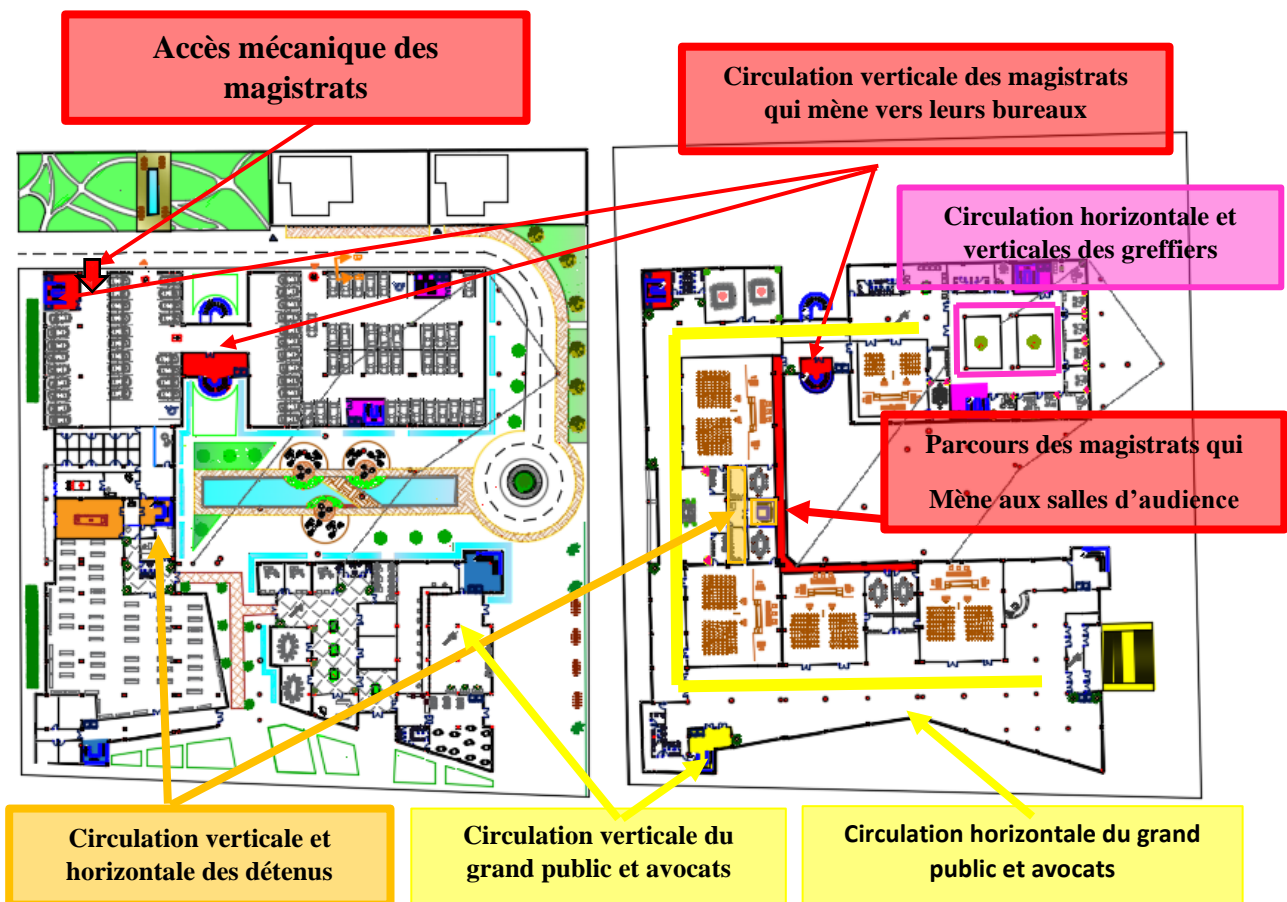 Accès mécanique des
magistrats
Circulation verticale des magistrats
qui mène vers leurs bureaux
Circulation horizontale et
verticales des greffiers
Parcours des magistrats qui
Mène aux salles d’audience
Circulation verticale et
horizontale des détenus
Circulation verticale du
grand public et avocats
Circulation horizontale du grand
public et avocats